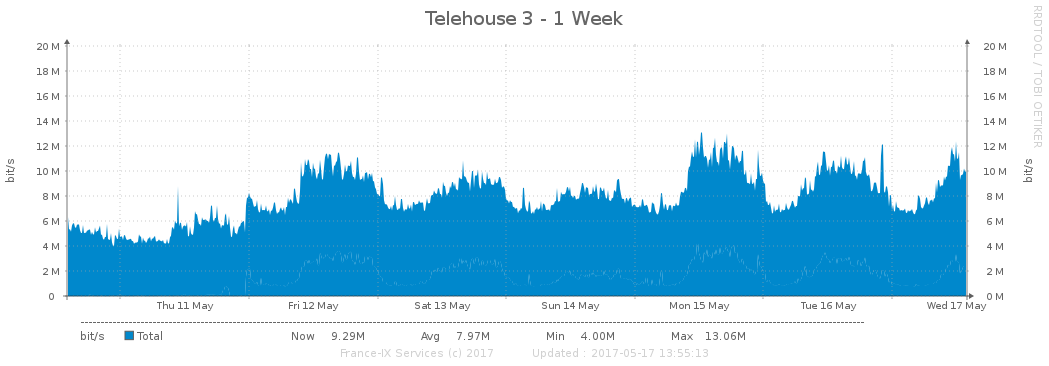 Telehouse 3 - 1 Week
RRDTOOL / TOBI OETIKER
bit/s
20 M 20 M
18 M 18 M
16 M 16 M
14 M 14 M
12 M 12 M
10 M 10 M
8 M 8 M
6 M 6 M
4 M 4 M
2 M 2 M
0 0 M
bit/s
Thu 11 May Fri 12 May Sat 13 May Sun 14 May Mon 15 May Tue 16 May Wed 17 May
bit/s Total Now 9.29M Avg 7.97M Min 4.00M Max 13.06M
France-IX Services (c) 2017 Updated : 2017-05-17 13:55:13